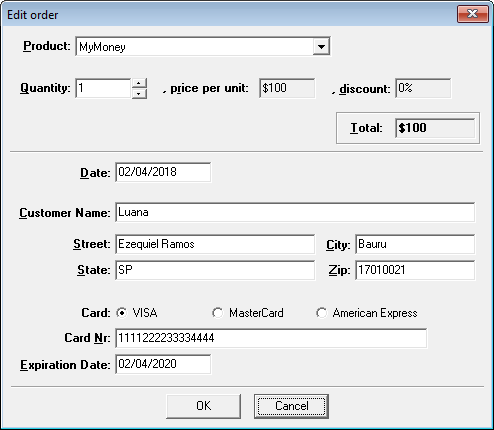 Edit order
Product: MyMoney
Quantity: 1 , price per unit: $100 , discount: 0%
Total: $100
Date: 02/04/2018
Customer Name: Luana
Street: Ezequiel Ramos City: Bauru
State: SP Zip: 17010021
Card: VISA MasterCard American Express
Card Nr: 1111222233334444
Expiration Date: 02/04/2020
OK Cancel